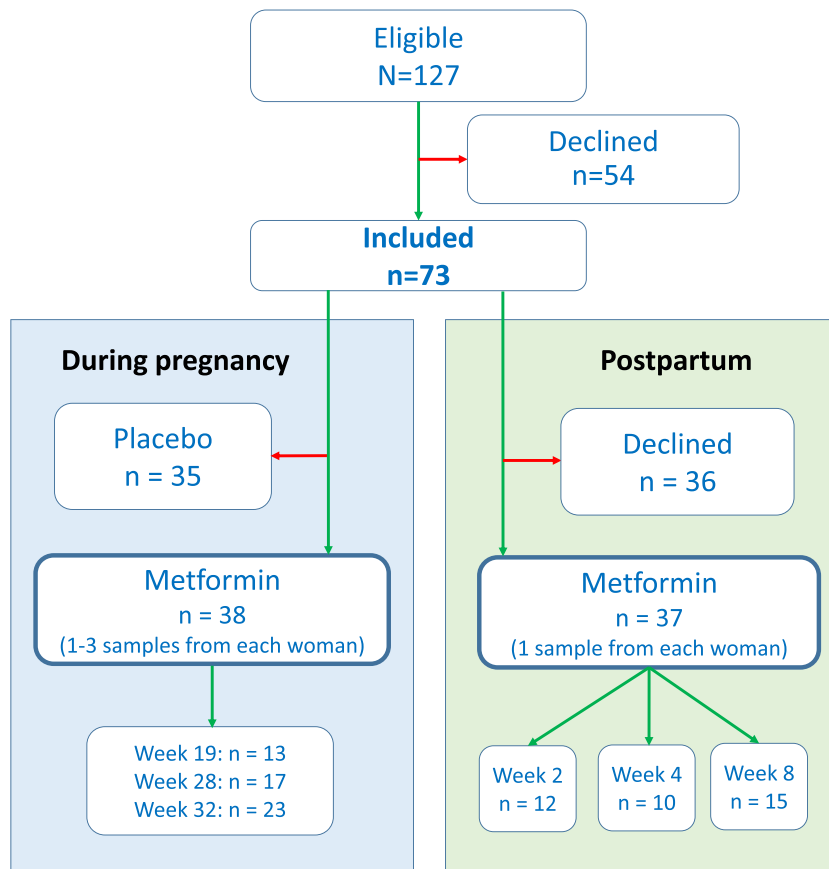 Eligible
N=127
Declined
n=54
Included
n=73
During pregnancy
Placebo
n = 35
Metformin
n = 38
(1-3 samples from each woman)
Week 19: n = 13
Week 28: n = 17
Week 32: n = 23
Postpartum
Declined
n = 36
Metformin
n = 37
(1 sample from each woman)
Week 2
n = 12
Week 4
n = 10
Week 8
n = 15